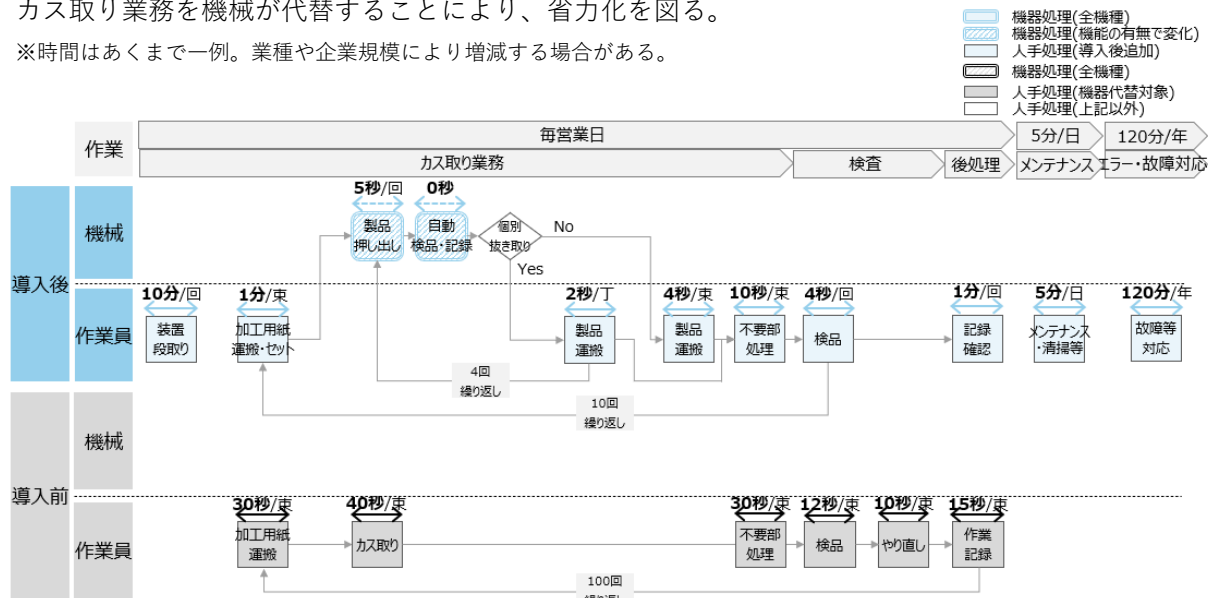 カス取り業務を機械が代替することにより、省力化を図る。
※時間はあくまで一例。業種や企業規模により増減する場合がある。
機器処理(全機種)
機器処理(機能の有無で変化)
人手処理(導入後追加)
機器処理(全機種)
人手処理(機器代替対象)
人手処理(上記以外)
作業
毎営業日
5分/日
120分/年
カス取り業務
検査
後処理
メンテナンス
エラー・故障対応
導入後
機械
5秒/回
0秒
製品
押し出し
自動
検品・記録
個別
抜き取り
No
Yes
作業員
10分/回
1分/束
2秒/丁
4秒/束
10秒/束
4秒/回
1分/回
5分/日
120分/年
装置
段取り
加工用紙
運搬・セット
製品
運搬
製品
運搬
不要部
処理
検品
記録
確認
メンテナンス
・清掃等
故障等
対応
4回
繰り返し
10回
繰り返し
導入前
機械
作業員
30秒/束
40秒/束
30秒/束
12秒/束
10秒/束
15秒/束
加工用紙
運搬
カス取り
不要部
処理
検品
やり直し
作業
記録
100回
繰り返し